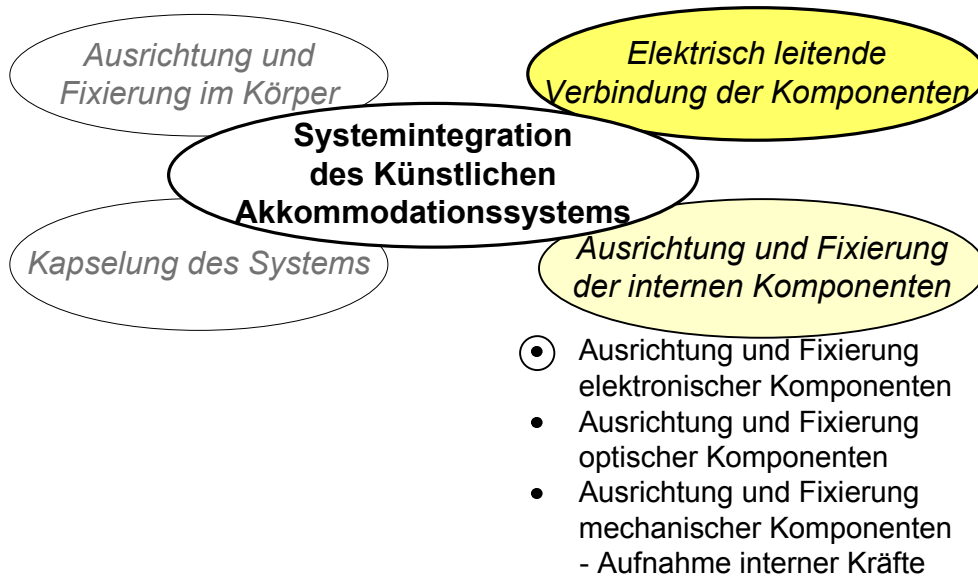 Ausrichtung und
Fixierung im Körper
Elektrisch leitende
Verbindung der Komponenten
Systemintegration
des Künstlichen
Akkommodationssystems
Kapselung des Systems
Ausrichtung und Fixierung
der internen Komponenten
• Ausrichtung und Fixierung
elektronischer Komponenten
• Ausrichtung und Fixierung
optischer Komponenten
• Ausrichtung und Fixierung
mechanischer Komponenten
- Aufnahme interner Kräfte